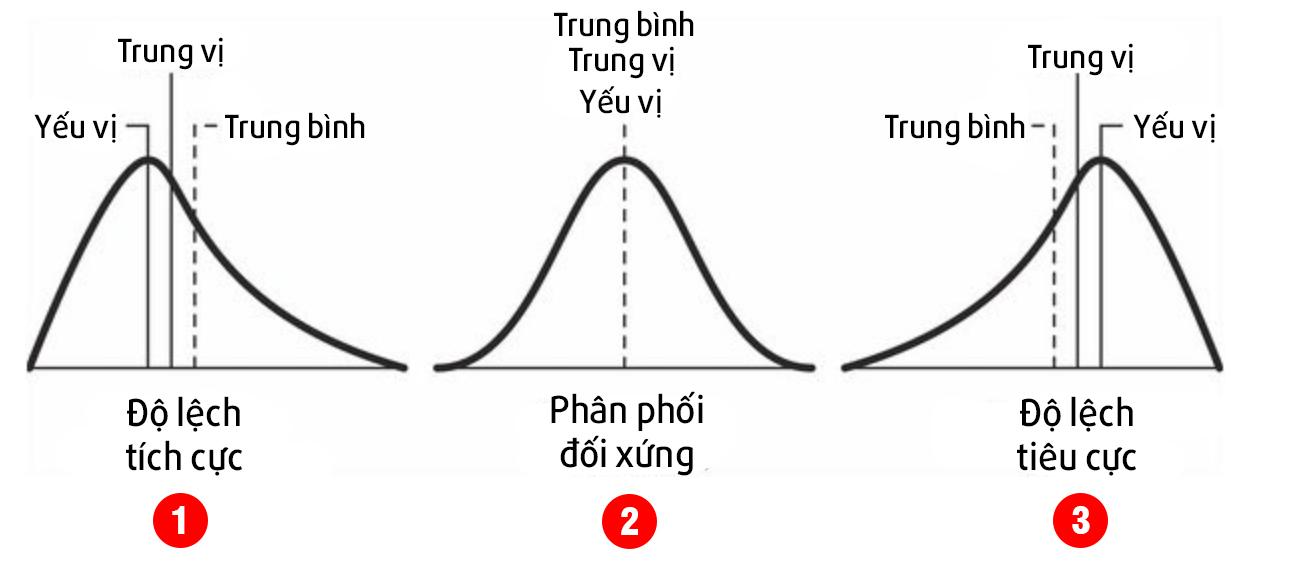 Trung vị
Yếu vị
Trung bình
Độ lệch
tích cực
1
Trung bình
Trung vị
Yếu vị
Phân phối
đối xứng
2
Trung vị
Trung bình
Yếu vị
Độ lệch
tiêu cực
3